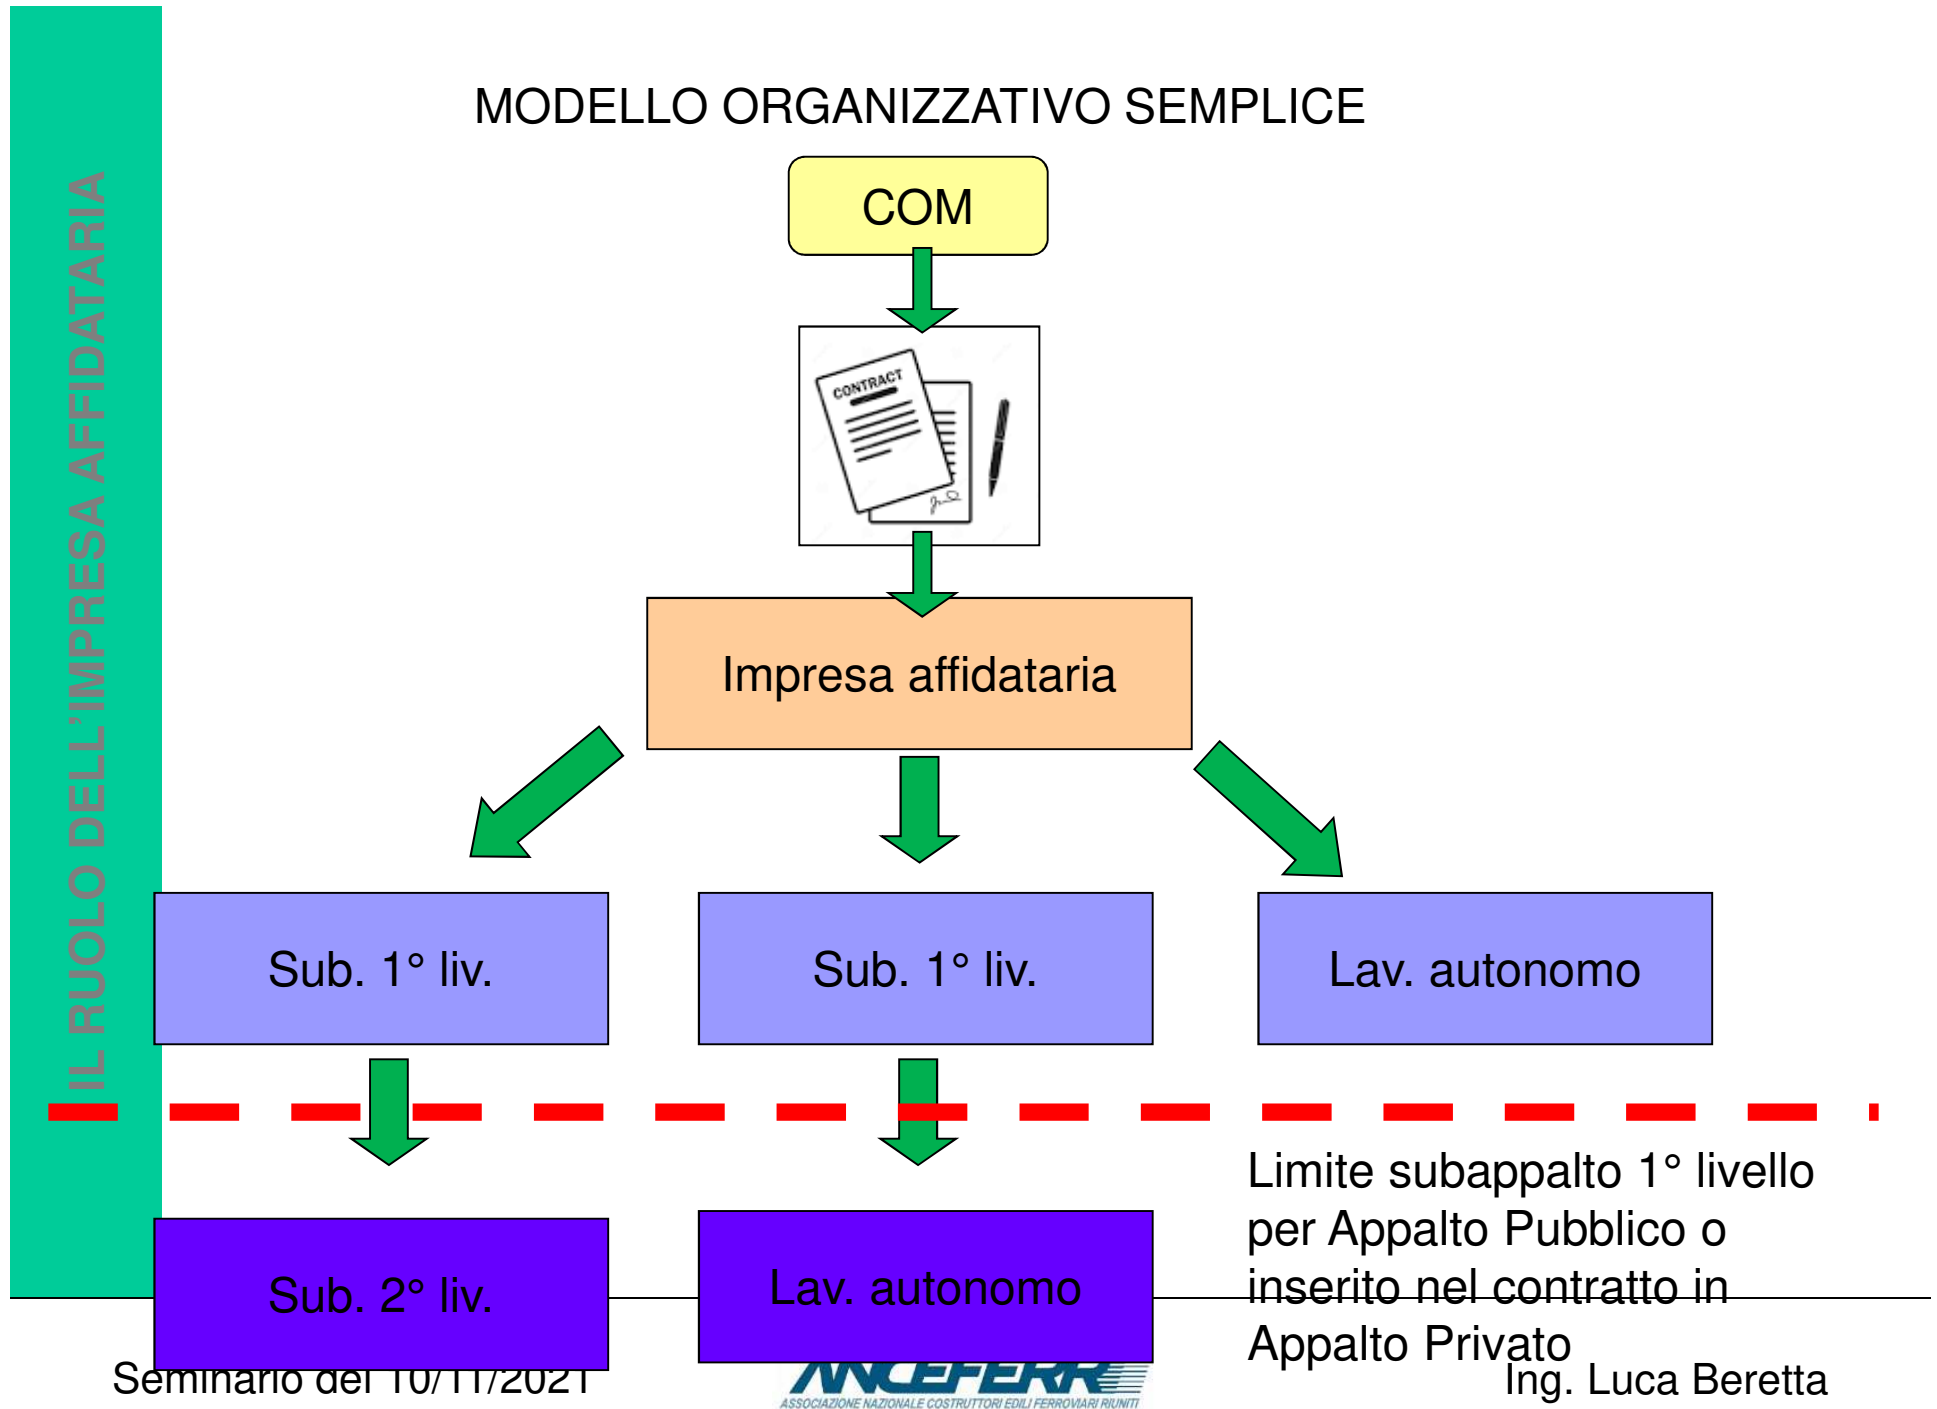 MODELLO ORGANIZZATIVO SEMPLICE
IL RUOLO DELL'IMPRESA AFFIDATARIA
COM
CONTRACT
Impresa affidataria
Sub. 1° liv.
Sub. 1° liv.
Lav. autonomo
Sub. 2° liv.
Lav. autonomo
Limite subappalto 1° livello
per Appalto Pubblico o
inserito nel contratto in
Appalto Privato
Seminario del 10/11/2021
ANCEFERR
ASSOCIAZIONE NAZIONALE COSTRUTTORI EDILI FERROVIARI RIUNITI
Ing. Luca Beretta